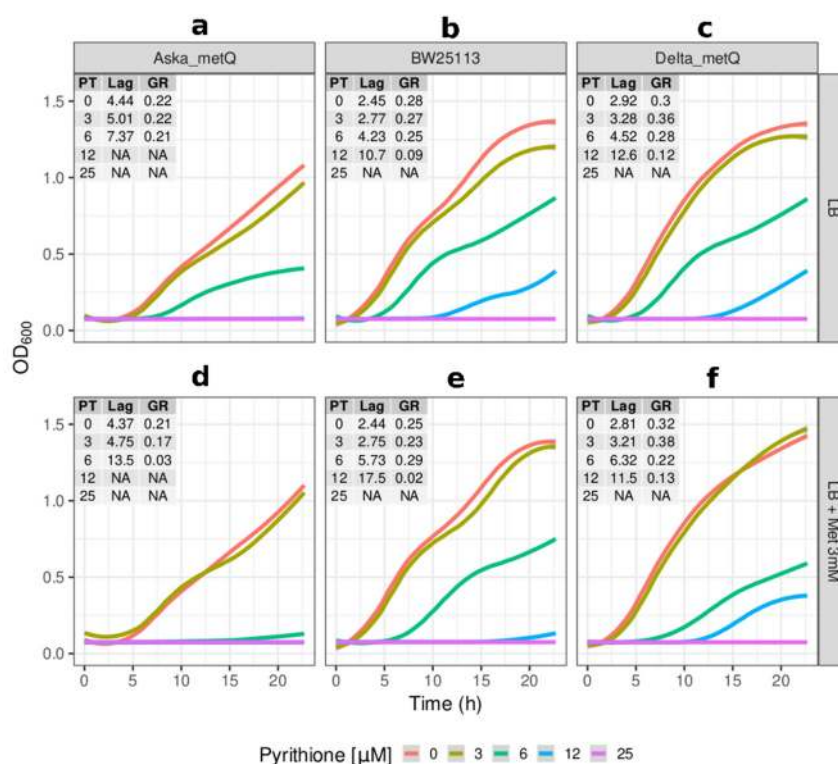 a b c
Aska_metQ BW25113 Delta_metQ
PT Lag GR
0 4.44 0.22
3 5.01 0.22
6 7.37 0.21
12 NA NA
25 NA NA
PT Lag GR
0 2.45 0.28
3 2.77 0.27
6 4.23 0.25
12 10.7 0.09
25 NA NA
PT Lag GR
0 2.92 0.3
3 3.28 0.36
6 4.52 0.28
12 12.6 0.12
25 NA NA
1.5
1.0
0.5
0.0
LB
OD600
d e f
PT Lag GR
0 4.37 0.21
3 4.75 0.17
6 13.5 0.03
12 NA NA
25 NA NA
PT Lag GR
0 2.44 0.25
3 2.75 0.23
6 5.73 0.29
12 17.5 0.02
25 NA NA
PT Lag GR
0 2.81 0.32
3 3.21 0.38
6 6.32 0.22
12 11.5 0.13
25 NA NA
1.5
1.0
0.5
0.0
LB + Met 3mM
0 5 10 15 20 0 5 10 15 20 0 5 10 15 20
Time (h)
Pyrithione [µM] 0 3 6 12 25